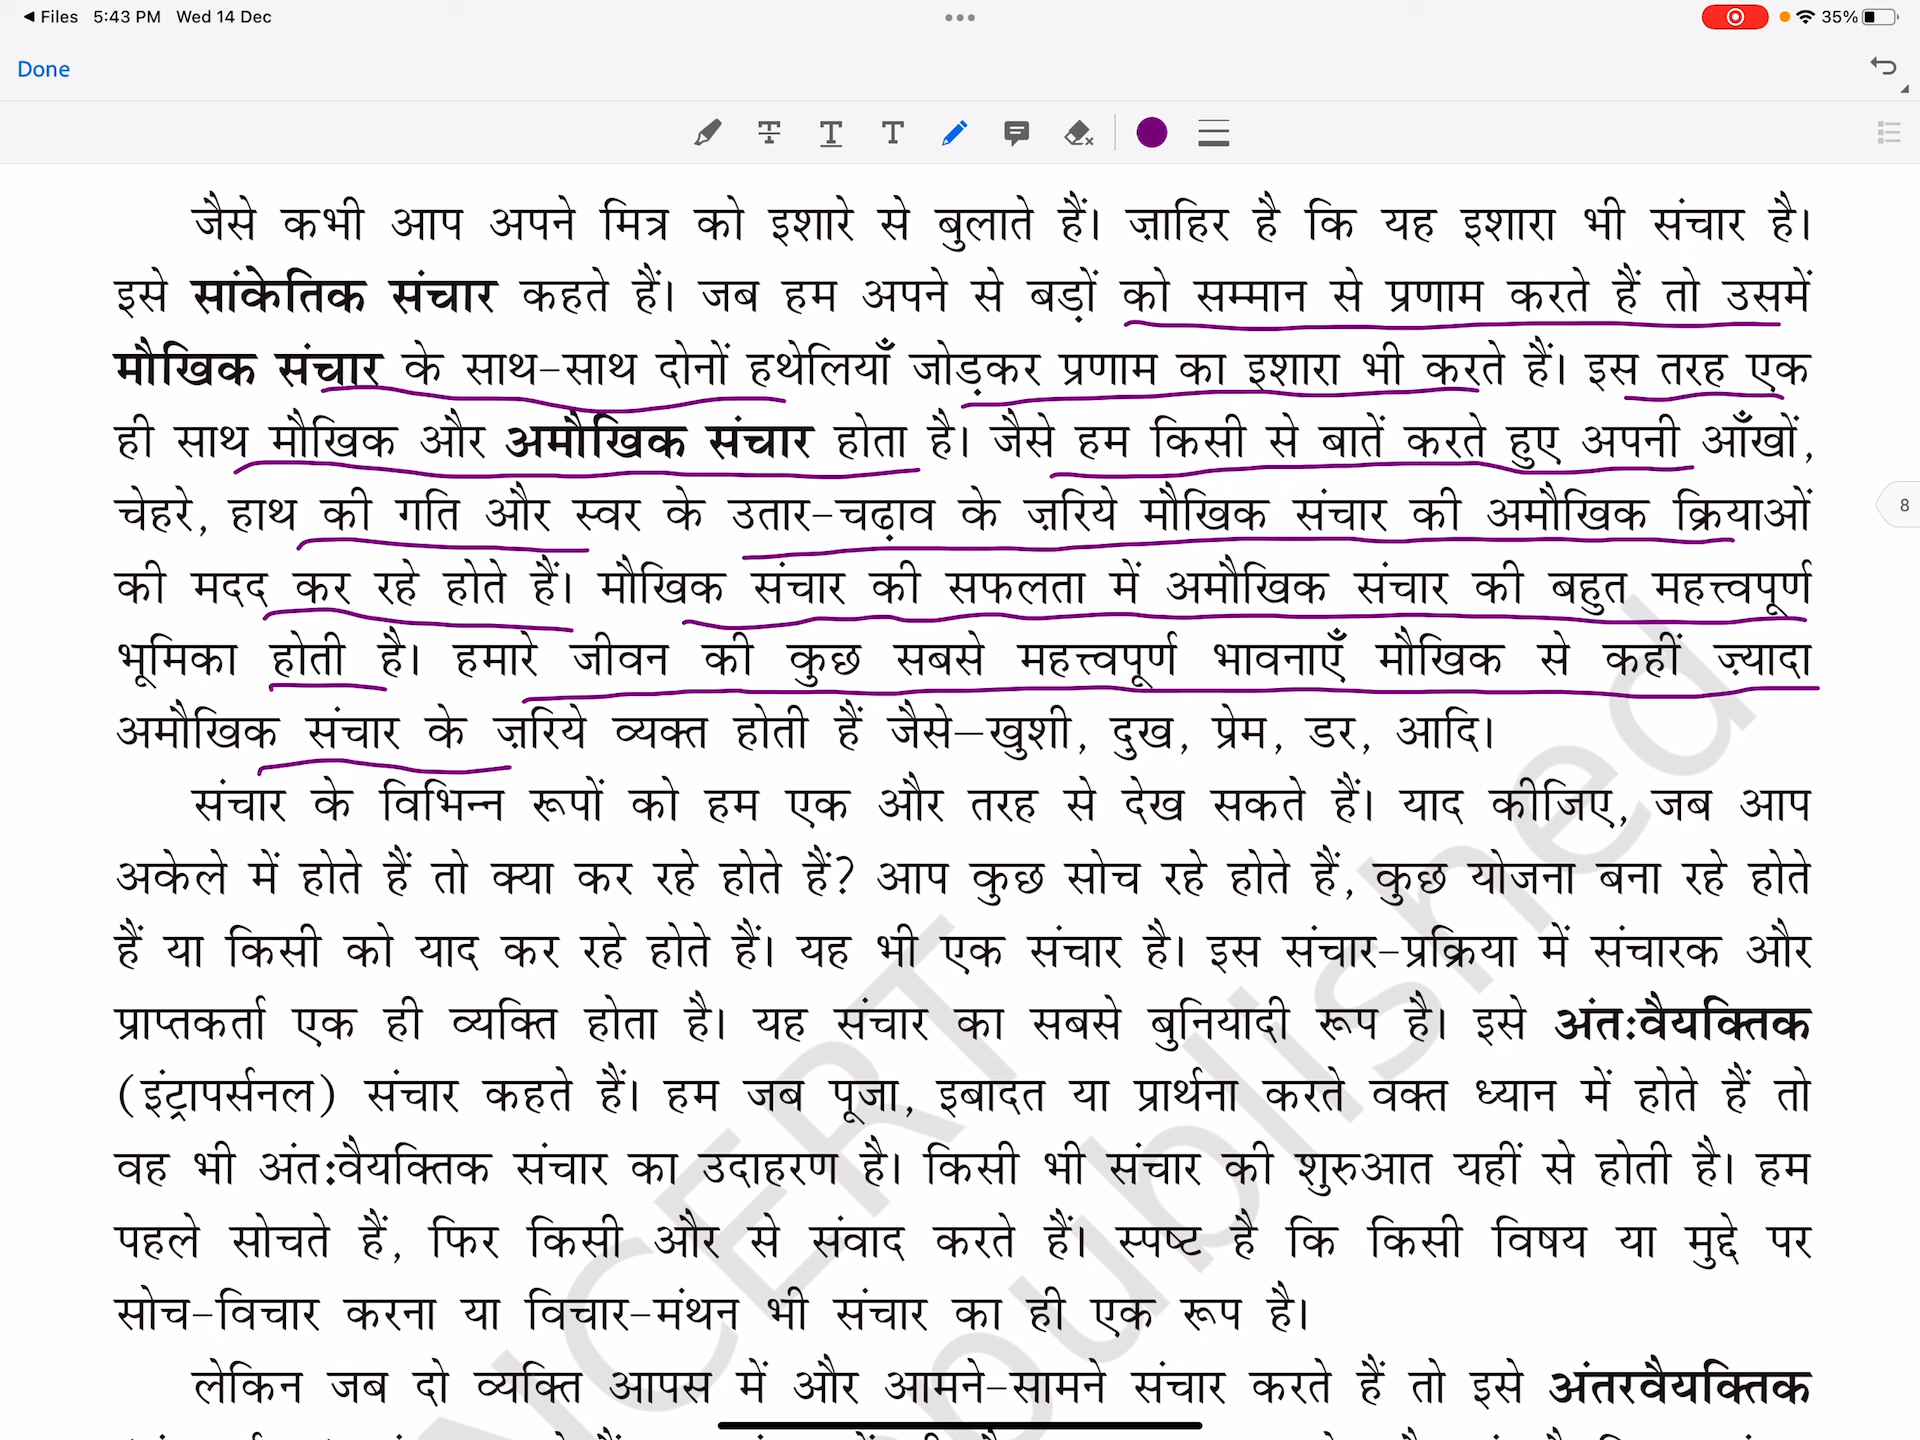 Files 5:43 PM Wed 14 Dec 35%
Done
जैसे कभी आप अपने मित्र को इशारे से बुलाते हैं। ज़ाहिर है कि यह इशारा भी संचार है।
इसे सांकेतिक संचार कहते हैं। जब हम अपने से बड़ों को सम्मान से प्रणाम करते हैं तो उसमें
मौखिक संचार के साथ-साथ दोनों हथेलियाँ जोड़कर प्रणाम का इशारा भी करते हैं। इस तरह एक
ही साथ मौखिक और अमौखिक संचार होता है। जैसे हम किसी से बातें करते हुए अपनी आँखों,
चेहरे, हाथ की गति और स्वर के उतार-चढ़ाव के ज़रिये मौखिक संचार की अमौखिक क्रियाओं
8
की मदद कर रहे होते हैं। मौखिक संचार की सफलता में अमौखिक संचार की बहुत महत्त्वपूर्ण
भूमिका होती है। हमारे जीवन की कुछ सबसे महत्त्वपूर्ण भावनाएँ मौखिक से कहीं ज़्यादा
अमौखिक संचार के ज़रिये व्यक्त होती हैं जैसे—खुशी, दुख, प्रेम, डर, आदि।
संचार के विभिन्न रूपों को हम एक और तरह से देख सकते हैं। याद कीजिए, जब आप
अकेले में होते हैं तो क्या कर रहे होते हैं? आप कुछ सोच रहे होते हैं, कुछ योजना बना रहे होते
हैं या किसी को याद कर रहे होते हैं। यह भी एक संचार है। इस संचार-प्रक्रिया में संचारक और
प्राप्तकर्ता एक ही व्यक्ति होता है। यह संचार का सबसे बुनियादी रूप है। इसे अंतःवैयक्तिक
(इंट्रापर्सनल) संचार कहते हैं। हम जब पूजा, इबादत या प्रार्थना करते वक्त ध्यान में होते हैं तो
वह भी अंतःवैयक्तिक संचार का उदाहरण है। किसी भी संचार की शुरुआत यहीं से होती है। हम
पहले सोचते हैं, फिर किसी और से संवाद करते हैं। स्पष्ट है कि किसी विषय या मुद्दे पर
सोच-विचार करना या विचार-मंथन भी संचार का ही एक रूप है।
लेकिन जब दो व्यक्ति आपस में और आमने-सामने संचार करते हैं तो इसे अंतरवैयक्तिक
NCERT
published